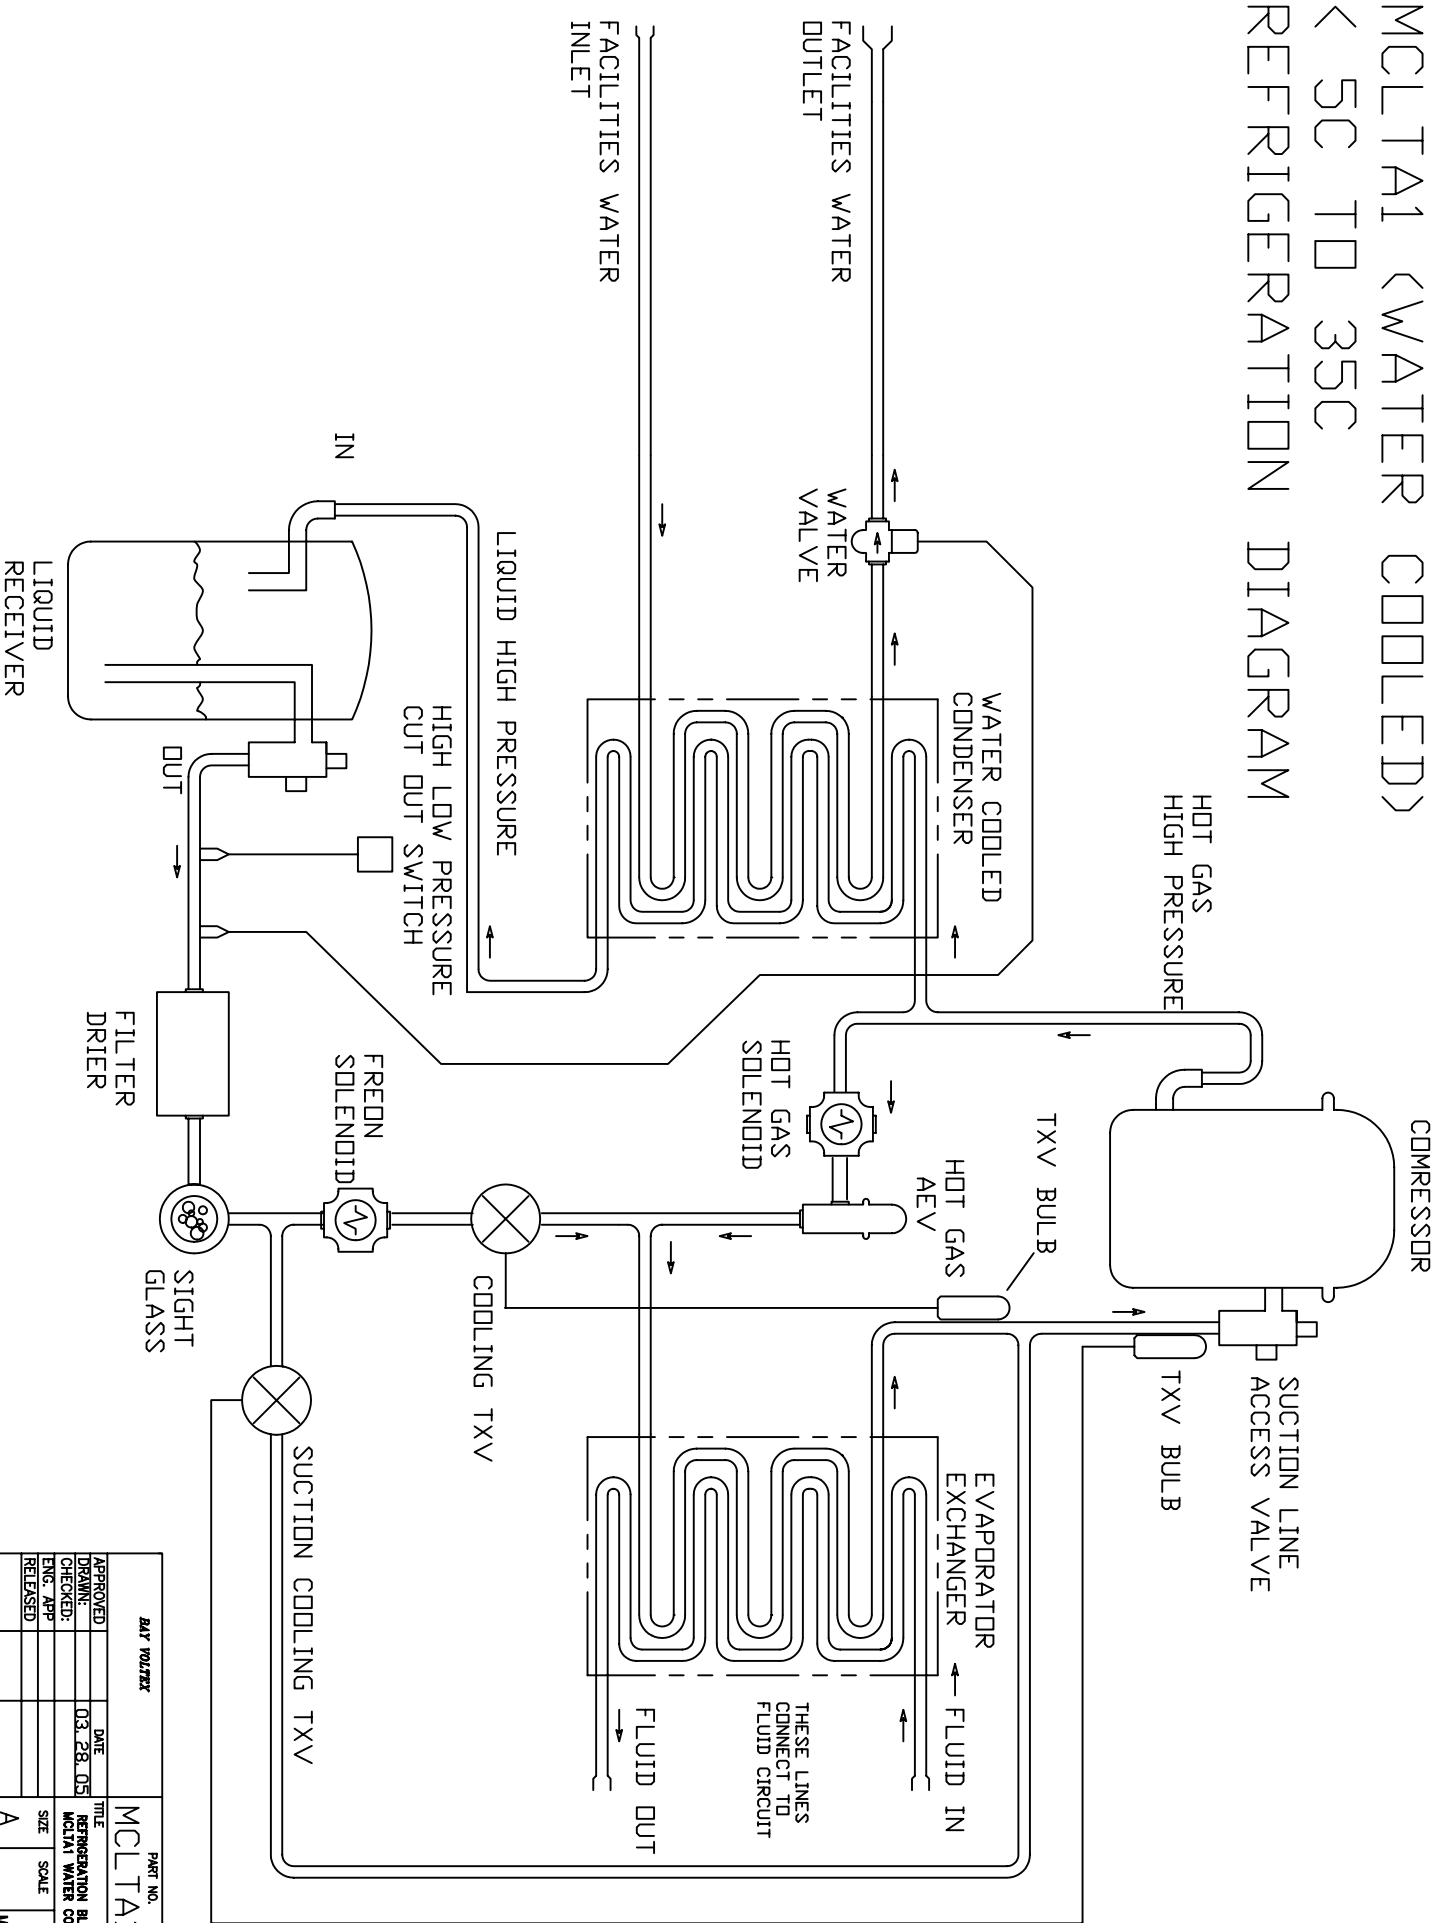 MCLTA1 (WATER COOLED)
< 5C TO 35C
REFRIGERATION DIAGRAM
COMRESSOR
SUCTION LINE
ACCESS VALVE
HOT GAS
HIGH PRESSURE
TXV BULB
TXV BULB
FACILITIES WATER
OUTLET
WATER
VALVE
WATER COOLED
CONDENSER
HOT GAS
SOLENOID
HOT GAS
AEV
EVAPORATOR
EXCHANGER
FLUID IN
THESE LINES
CONNECT TO
FLUID CIRCUIT
FLUID OUT
FACILITIES WATER
INLET
LIQUID HIGH PRESSURE
HIGH LOW PRESSURE
CUT OUT SWITCH
COOLING TXV
IN
FREON
SOLENOID
SUCTION COOLING TXV
OUT
FILTER
DRIER
SIGHT
GLASS
LIQUID
RECEIVER
BAY VOLTEX
PART NO.
APPROVED
DATE
TITLE
DRAWN:
03. 28. 05
REFRIGERATION
CHECKED:
MCLTA1 WATER
ENG. APP
SIZE
SCALE
RELEASED
A